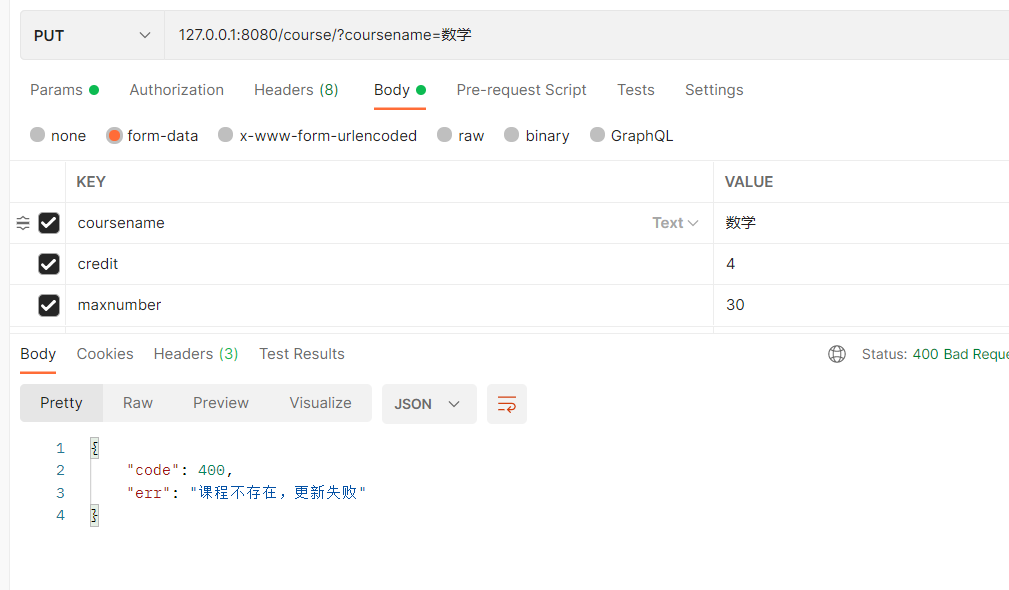 PUT 127.0.0.1:8080/course/?coursename=数学
Params Authorization Headers (8) Body Pre-request Script Tests Settings
none form-data x-www-form-urlencoded raw binary GraphQL
KEY VALUE
coursename Text 数学
credit 4
maxnumber 30
Body Cookies Headers (3) Test Results Status: 400 Bad Reque
Pretty Raw Preview Visualize JSON
1 {
2 "code": 400,
3 "err": "课程不存在，更新失败"
4 }